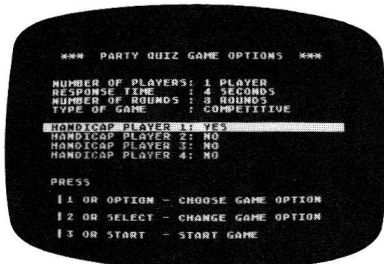 *** PARTY QUIZ GAME OPTIONS ***
NUMBER OF PLAYERS: 1 PLAYER
RESPONSE TIME : 4 SECONDS
NUMBER OF ROUNDS : 8 ROUNDS
TYPE OF GAME : COMPETITIVE
HANDICAP PLAYER 1: YES
HANDICAP PLAYER 2: NO
HANDICAP PLAYER 3: NO
HANDICAP PLAYER 4: NO
PRESS
1 OR OPTION - CHOOSE GAME OPTION
2 OR SELECT - CHANGE GAME OPTION
3 OR START - START GAME